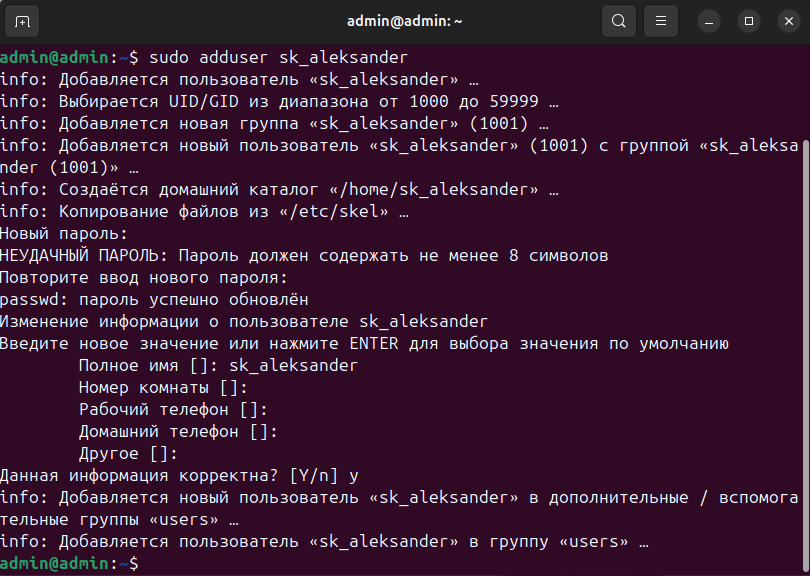 admin@admin: ~
admin@admin:~$ sudo adduser sk_aleksander
info: Добавляется пользователь «sk_aleksander» …
info: Выбирается UID/GID из диапазона от 1000 до 59999 …
info: Добавляется новая группа «sk_aleksander» (1001) …
info: Добавляется новый пользователь «sk_aleksander» (1001) с группой «sk_aleksa
nder (1001)» …
info: Создаётся домашний каталог «/home/sk_aleksander» …
info: Копирование файлов из «/etc/skel» …
Новый пароль:
НЕУДАЧНЫЙ ПАРОЛЬ: Пароль должен содержать не менее 8 символов
Повторите ввод нового пароля:
passwd: пароль успешно обновлён
Изменение информации о пользователе sk_aleksander
Введите новое значение или нажмите ENTER для выбора значения по умолчанию
Полное имя []: sk_aleksander
Номер комнаты []:
Рабочий телефон []:
Домашний телефон []:
Другое []:
Данная информация корректна? [Y/n] y
info: Добавляется новый пользователь «sk_aleksander» в дополнительные / вспомога
тельные группы «users» …
info: Добавляется пользователь «sk_aleksander» в группу «users» …
admin@admin:~$